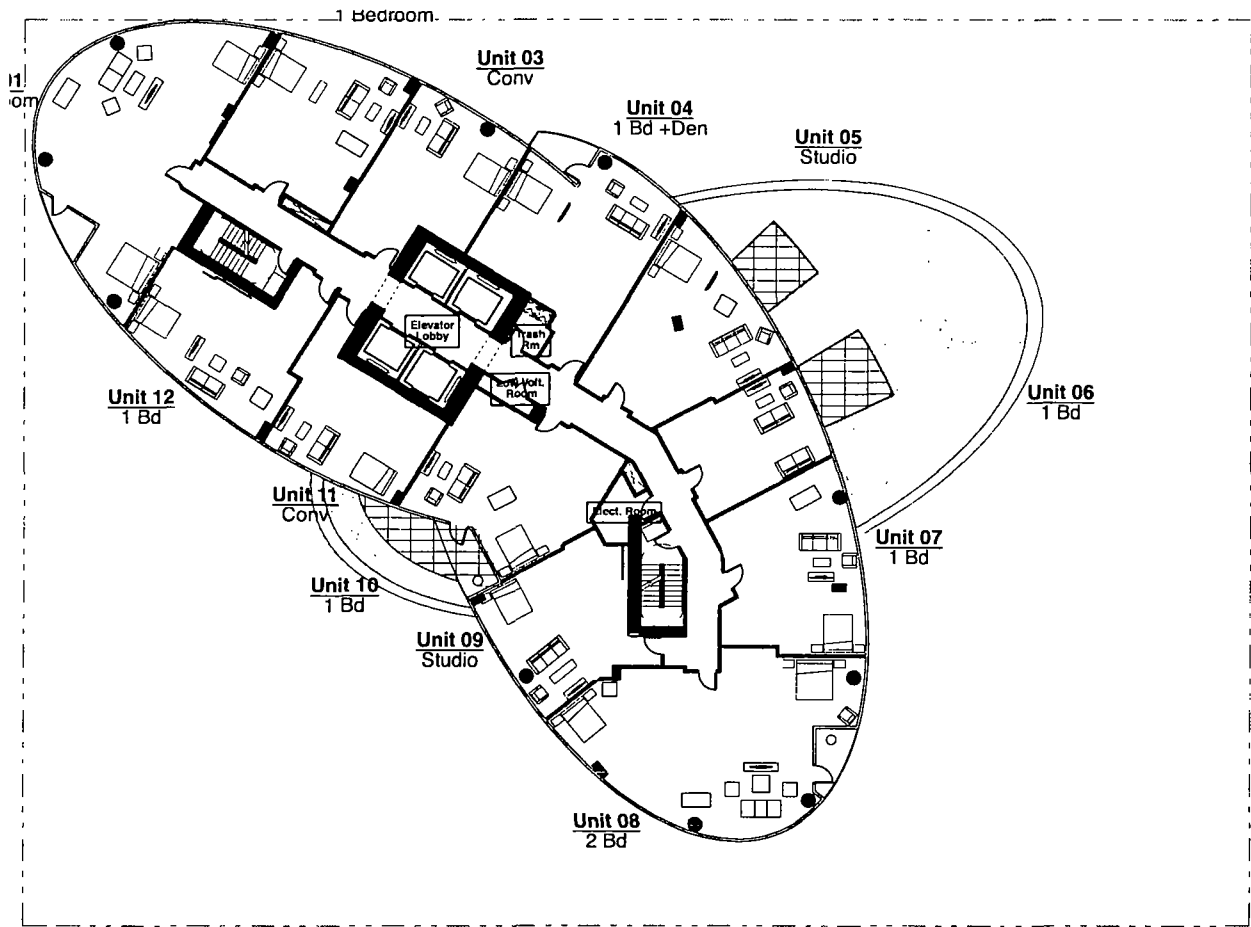 1 Bedroom
Unit 03
Conv
01
oom
Unit 04
1 Bd +Den
Unit 05
Studio
Elevator
Lobby
Trash
Rm
Low Volt.
Room
Unit 06
1 Bd
Unit 12
1 Bd
Unit 11
Conv
Elect. Room
Unit 07
1 Bd
Unit 10
1 Bd
Unit 09
Studio
Unit 08
2 Bd